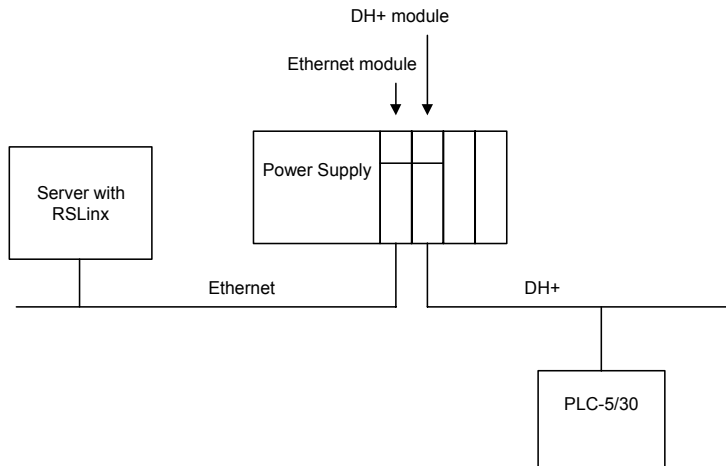 DH+ module
Ethernet module
Power Supply
Server with
RSLinx
Ethernet
DH+
PLC-5/30